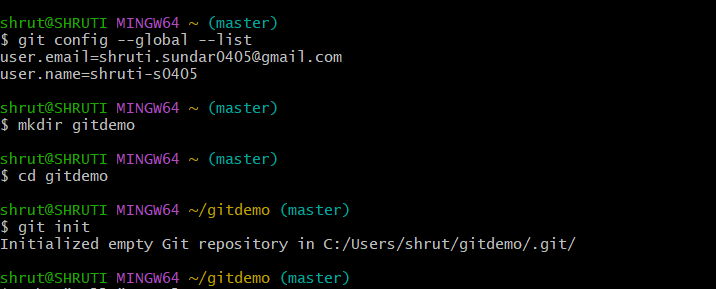 shrut@SHRUTI MINGW64 ~ (master)
$ git config --global --list
user.email=shruti.sundar0405@gmail.com
user.name=shruti-s0405
shrut@SHRUTI MINGW64 ~ (master)
$ mkdir gitdemo
shrut@SHRUTI MINGW64 ~ (master)
$ cd gitdemo
shrut@SHRUTI MINGW64 ~/gitdemo (master)
$ git init
Initialized empty Git repository in C:/Users/shrut/gitdemo/.git/
shrut@SHRUTI MINGW64 ~/gitdemo (master)